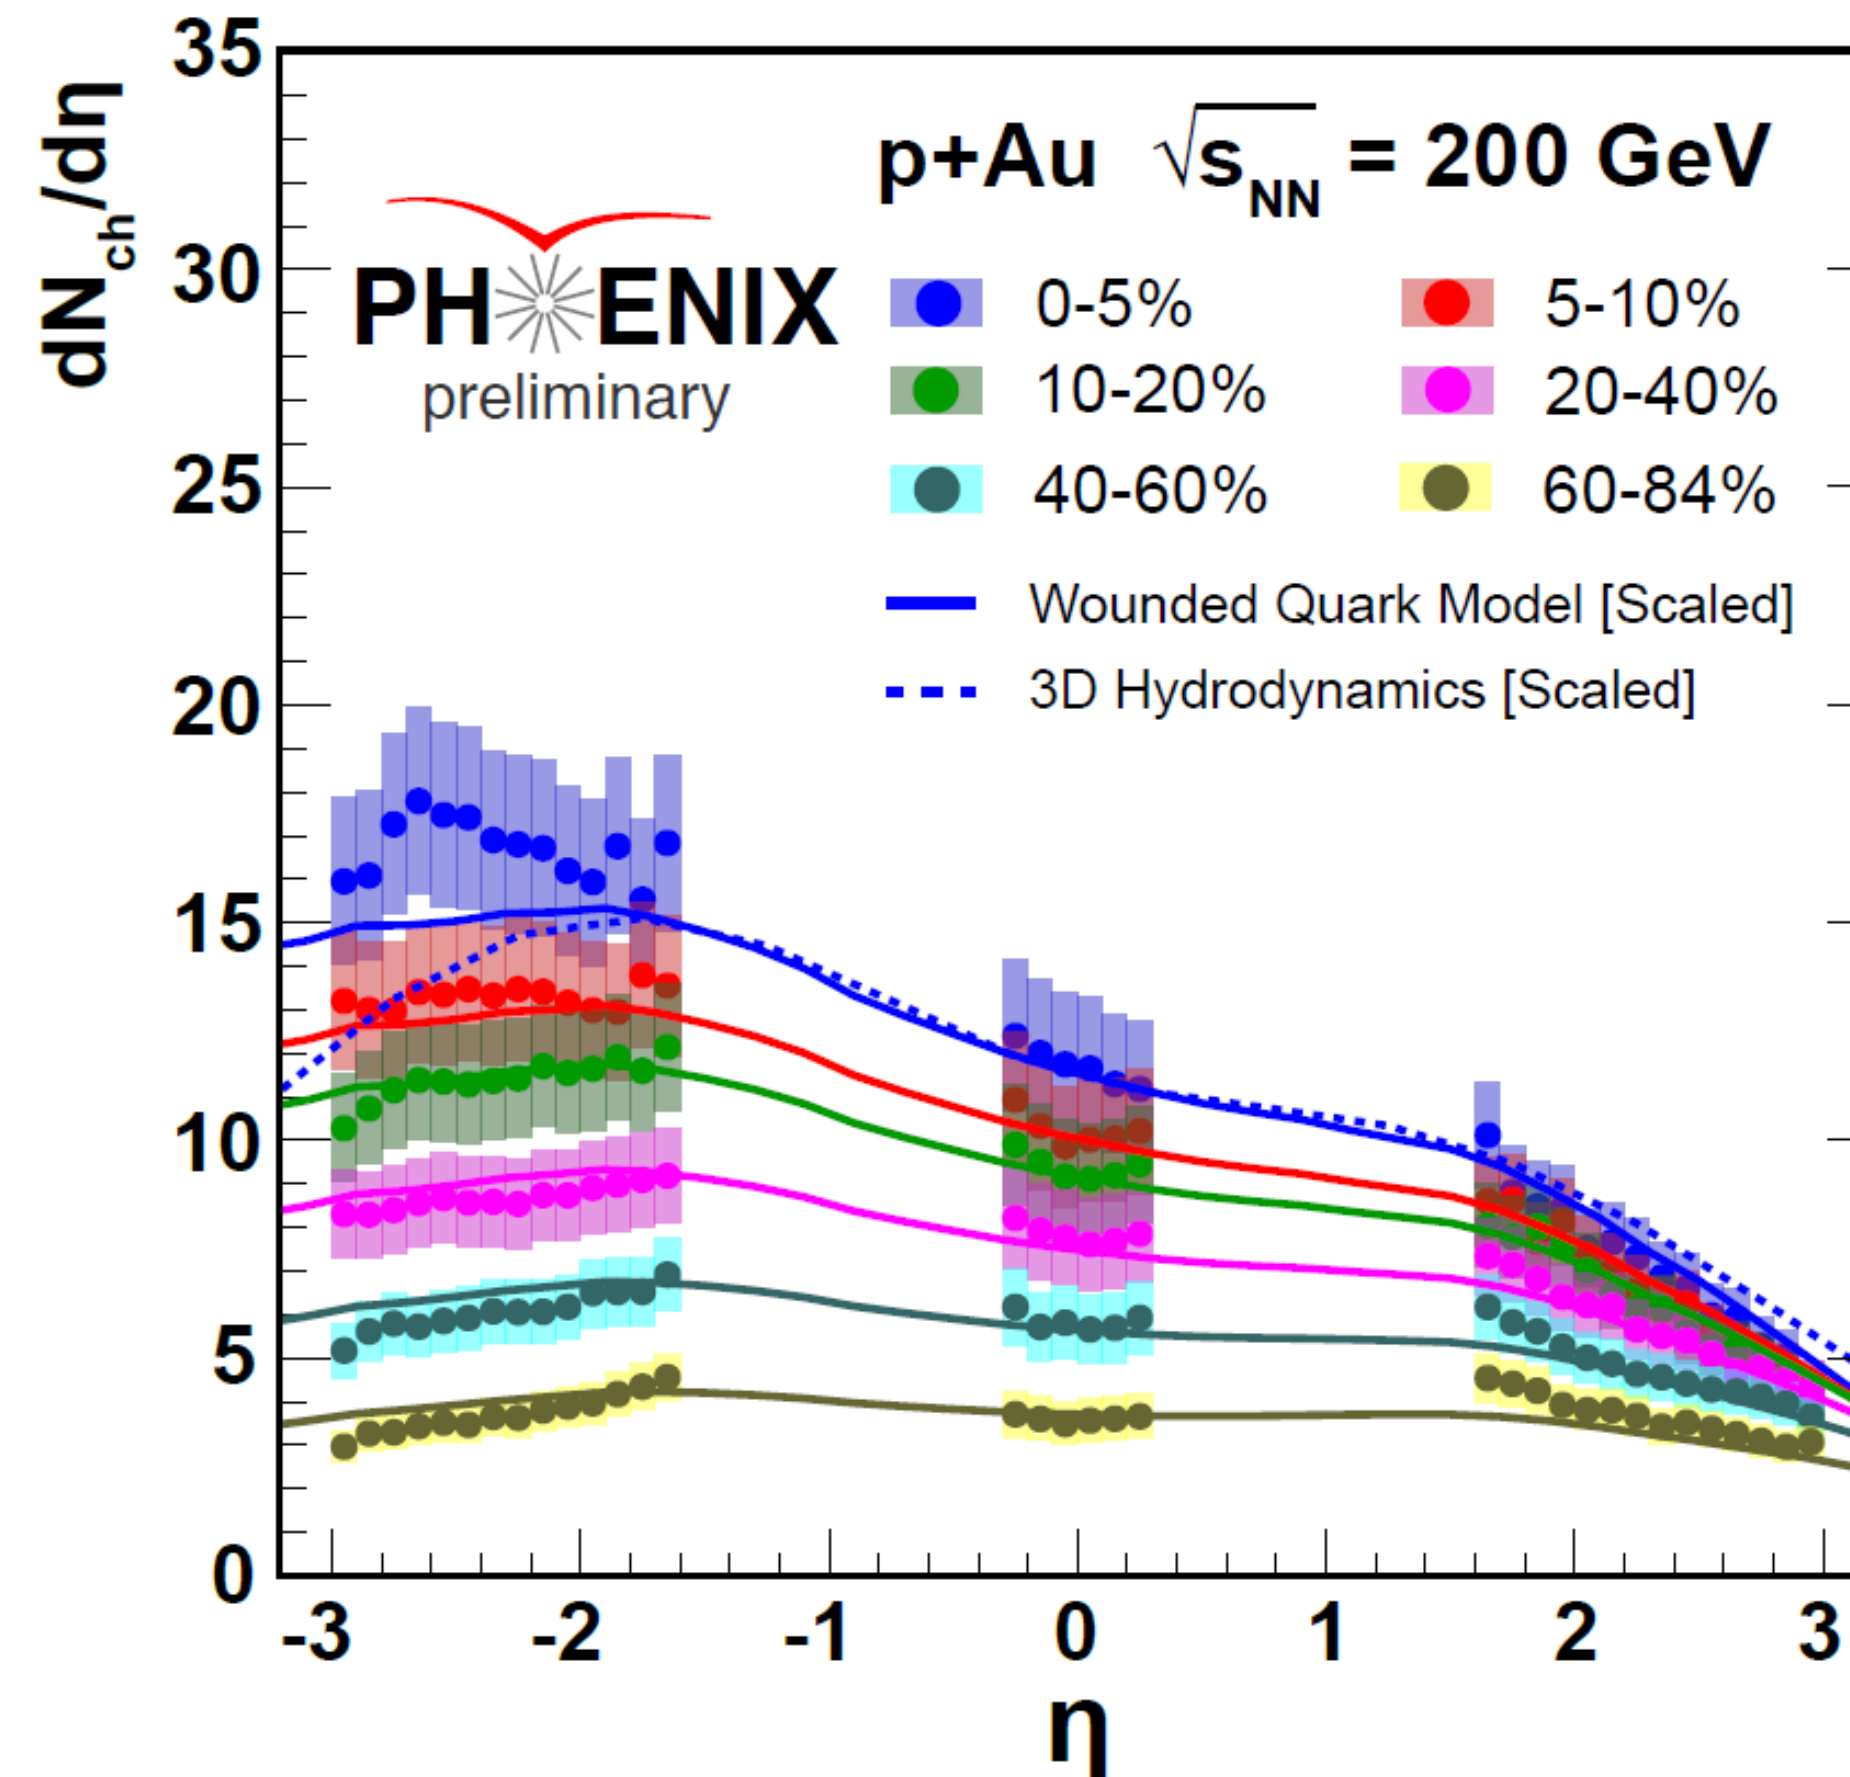 dN_ch/dη
35
30
25
20
15
10
5
0
p+Au √s_NN = 200 GeV
PHENIX
preliminary
0-5% 5-10%
10-20% 20-40%
40-60% 60-84%
Wounded Quark Model [Scaled]
3D Hydrodynamics [Scaled]
-3 -2 -1 0 1 2 3
η